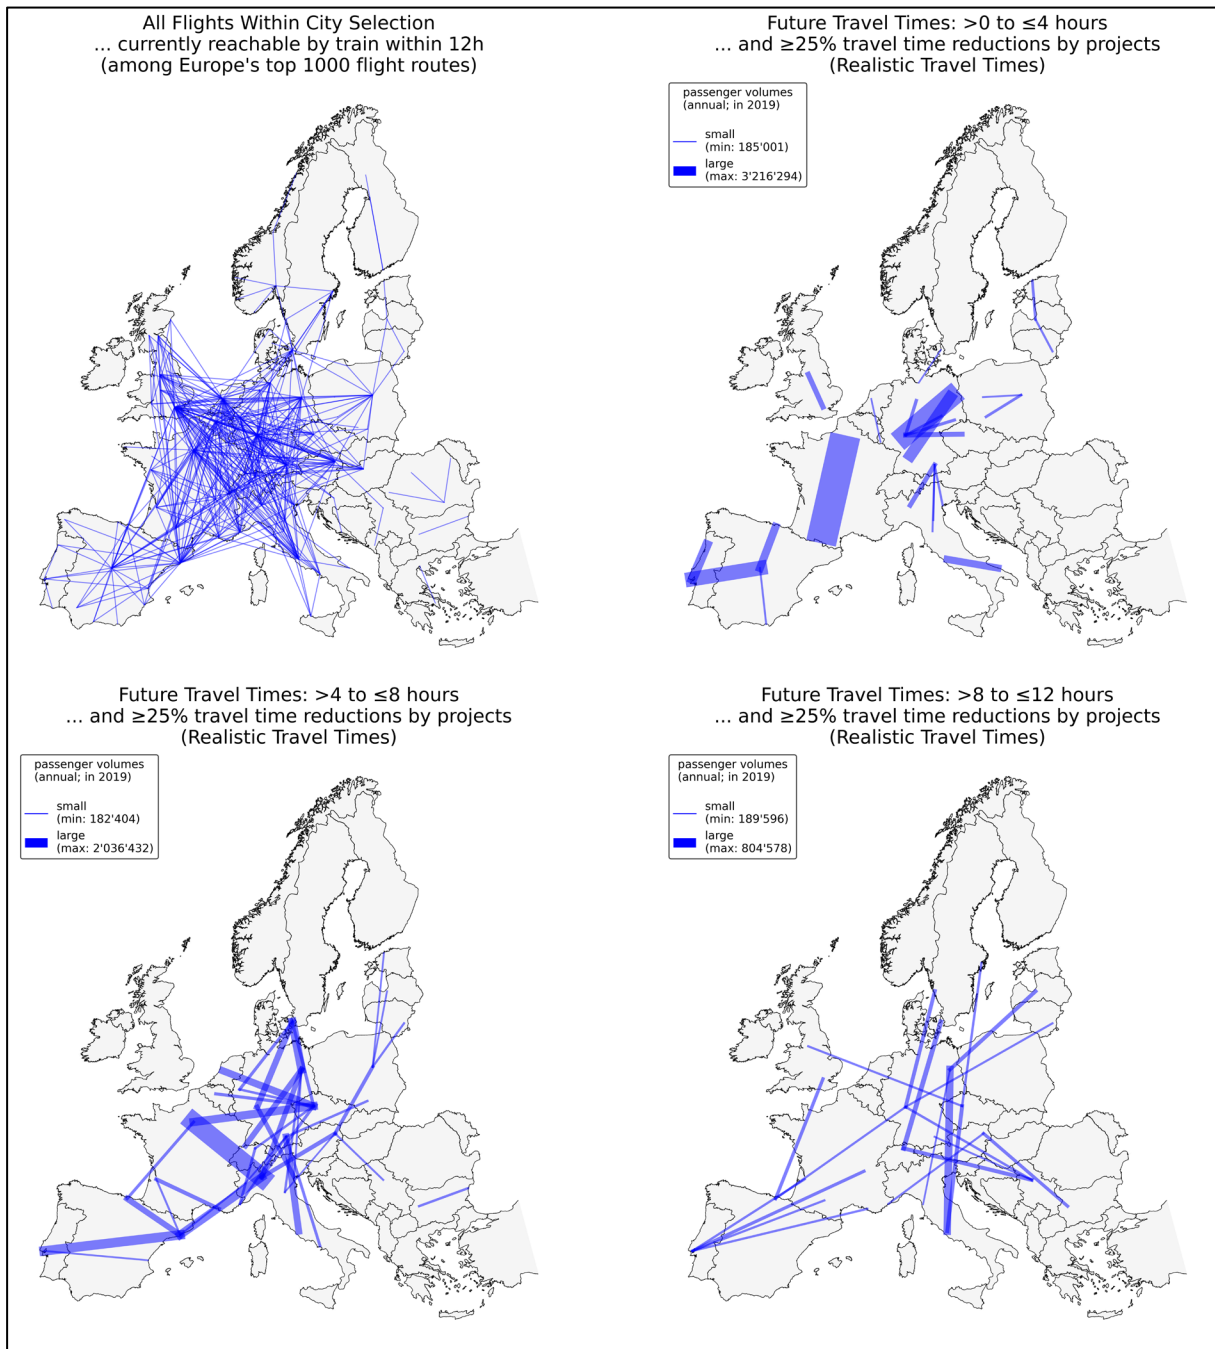 All Flights Within City Selection
... currently reachable by train within 12h
(among Europe's top 1000 flight routes)
Future Travel Times: >0 to ≤4 hours
... and ≥25% travel time reductions by projects
(Realistic Travel Times)
passenger volumes
(annual; in 2019)
small
(min: 185'001)
large
(max: 3'216'294)
Future Travel Times: >4 to ≤8 hours
... and ≥25% travel time reductions by projects
(Realistic Travel Times)
passenger volumes
(annual; in 2019)
small
(min: 182'404)
large
(max: 2'036'432)
Future Travel Times: >8 to ≤12 hours
... and ≥25% travel time reductions by projects
(Realistic Travel Times)
passenger volumes
(annual; in 2019)
small
(min: 189'596)
large
(max: 804'578)